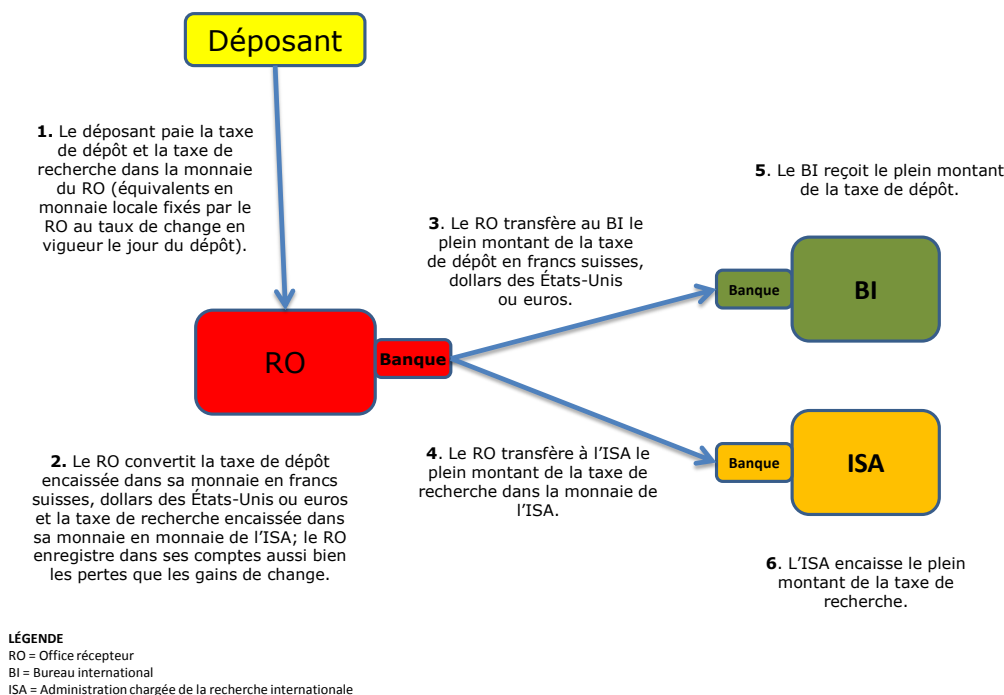 Déposant
1. Le déposant paie la taxe
de dépôt et la taxe de
recherche dans la monnaie
du RO (équivalents en
monnaie locale fixés par le
RO au taux de change en
vigueur le jour du dépôt).
RO
Banque
2. Le RO convertit la taxe de dépôt
encaissée dans sa monnaie en francs
suisses, dollars des États-Unis ou euros
et la taxe de recherche encaissée dans
sa monnaie en monnaie de l’ISA; le RO
enregistre dans ses comptes aussi bien
les pertes que les gains de change.
3. Le RO transfère au BI le
plein montant de la taxe
de dépôt en francs suisses,
dollars des États-Unis
ou euros.
4. Le RO transfère à l’ISA le
plein montant de la taxe de
recherche dans la monnaie de
l’ISA.
5. Le BI reçoit le plein montant
de la taxe de dépôt.
Banque
BI
Banque
ISA
6. L’ISA encaisse le plein
montant de la taxe de
recherche.
LÉGENDE
RO = Office récepteur
BI = Bureau international
ISA = Administration chargée de la recherche internationale